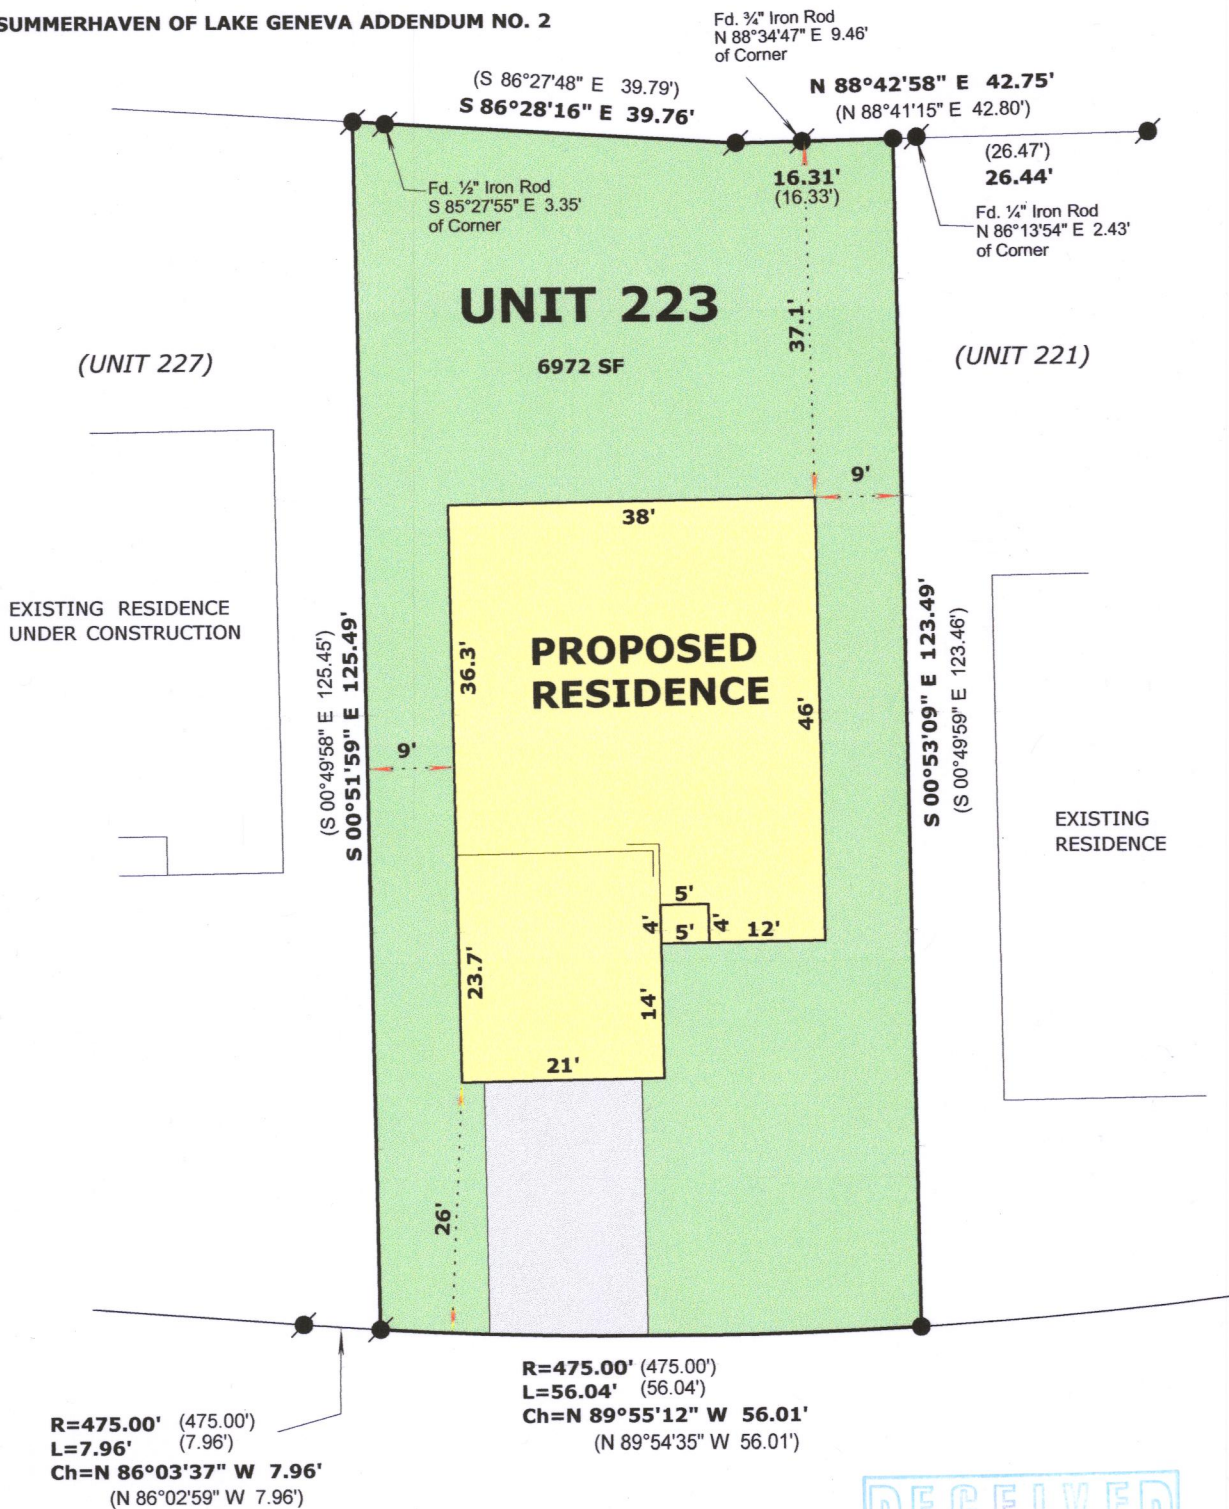 SUMMERHAVEN OF LAKE GENEVA ADDENDUM NO. 2
Fd. ¾" Iron Rod
N 88°34'47" E 9.46'
of Corner
(S 86°27'48" E 39.79')
S 86°28'16" E 39.76'
N 88°42'58" E 42.75'
(N 88°41'15" E 42.80')
Fd. ½" Iron Rod
S 85°27'55" E 3.35'
of Corner
16.31'
(16.33')
(26.47')
26.44'
Fd. ¼" Iron Rod
N 86°13'54" E 2.43'
of Corner
UNIT 223
6972 SF
37.1'
(UNIT 227)
(UNIT 221)
9'
38'
EXISTING RESIDENCE
UNDER CONSTRUCTION
(S 00°49'58" E 125.45')
S 00°51'59" E 125.49'
36.3'
PROPOSED
RESIDENCE
46'
S 00°53'09" E 123.49'
(S 00°49'59" E 123.46')
9'
EXISTING
RESIDENCE
5'
4'
5'
4'
12'
23.7'
14'
21'
26'
R=475.00' (475.00')
L=56.04' (56.04')
Ch=N 89°55'12" W 56.01'
(N 89°54'35" W 56.01')
R=475.00' (475.00')
L=7.96' (7.96')
Ch=N 86°03'37" W 7.96'
(N 86°02'59" W 7.96')
RECEIVED